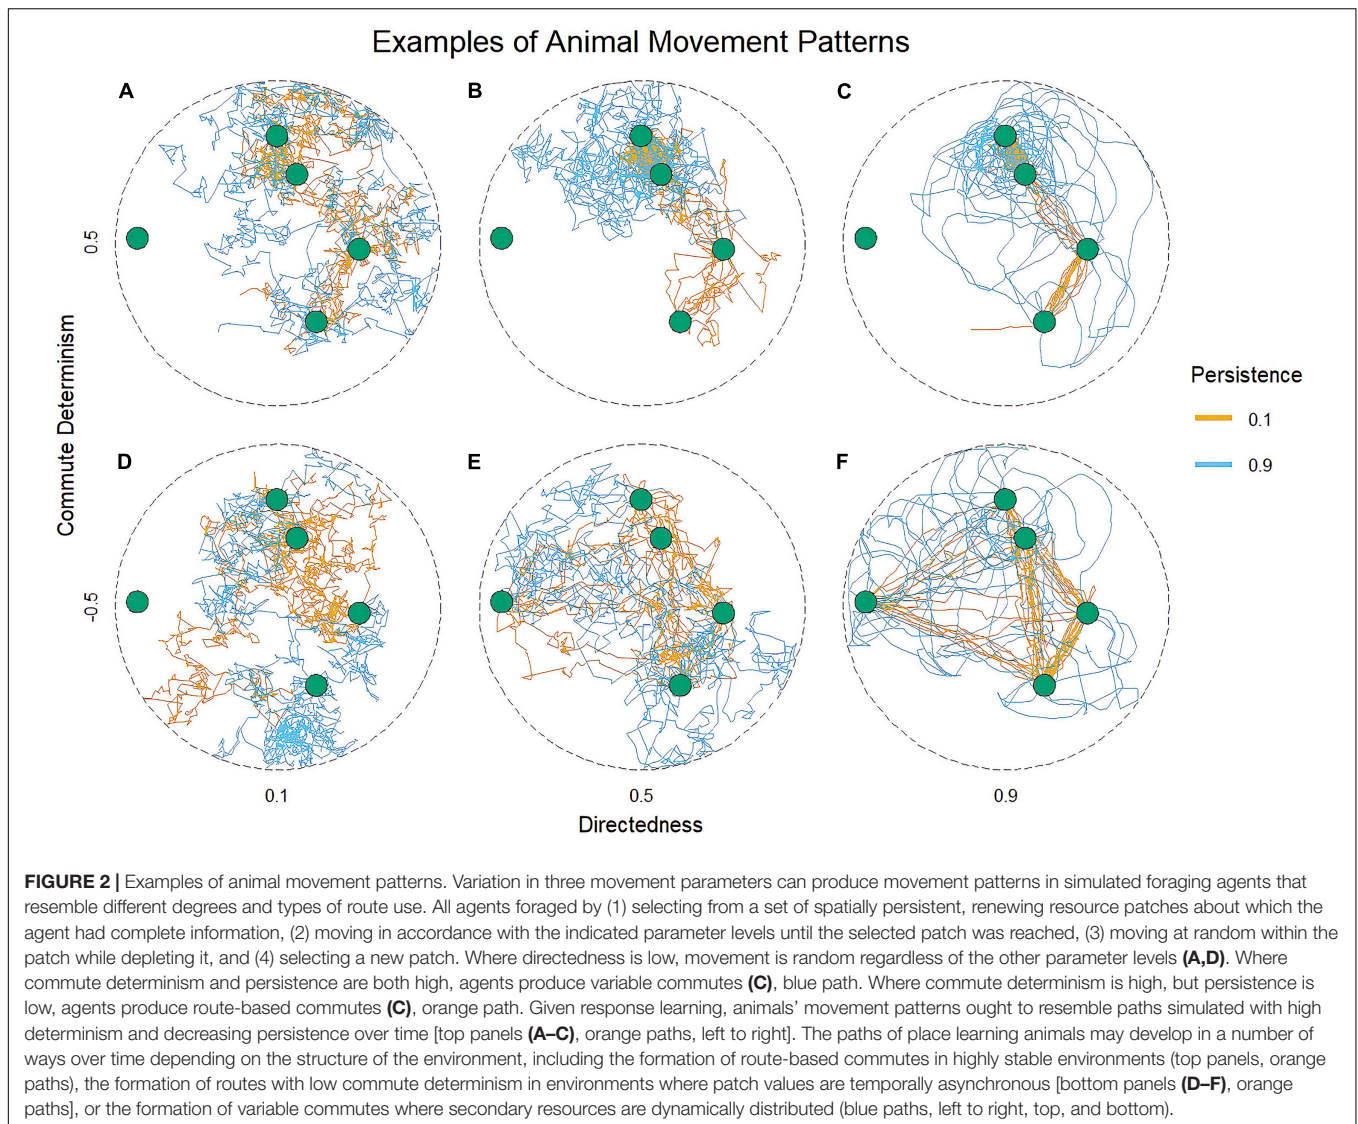 Examples of Animal Movement Patterns
A
B
C
0.5
Commute Determinism
Persistence
0.1
0.9
D
E
F
-0.5
0.1
0.5
0.9
Directedness
FIGURE 2 | Examples of animal movement patterns. Variation in three movement parameters can produce movement patterns in simulated foraging agents that
resemble different degrees and types of route use. All agents foraged by (1) selecting from a set of spatially persistent, renewing resource patches about which the
agent had complete information, (2) moving in accordance with the indicated parameter levels until the selected patch was reached, (3) moving at random within the
patch while depleting it, and (4) selecting a new patch. Where directedness is low, movement is random regardless of the other parameter levels (A,D). Where
commute determinism and persistence are both high, agents produce variable commutes (C), blue path. Where commute determinism is high, but persistence is
low, agents produce route-based commutes (C), orange path. Given response learning, animals' movement patterns ought to resemble paths simulated with high
determinism and decreasing persistence over time [top panels (A–C), orange paths, left to right]. The paths of place learning animals may develop in a number of
ways over time depending on the structure of the environment, including the formation of route-based commutes in highly stable environments (top panels, orange
paths), the formation of routes with low commute determinism in environments where patch values are temporally asynchronous [bottom panels (D–F), orange
paths], or the formation of variable commutes where secondary resources are dynamically distributed (blue paths, left to right, top, and bottom).